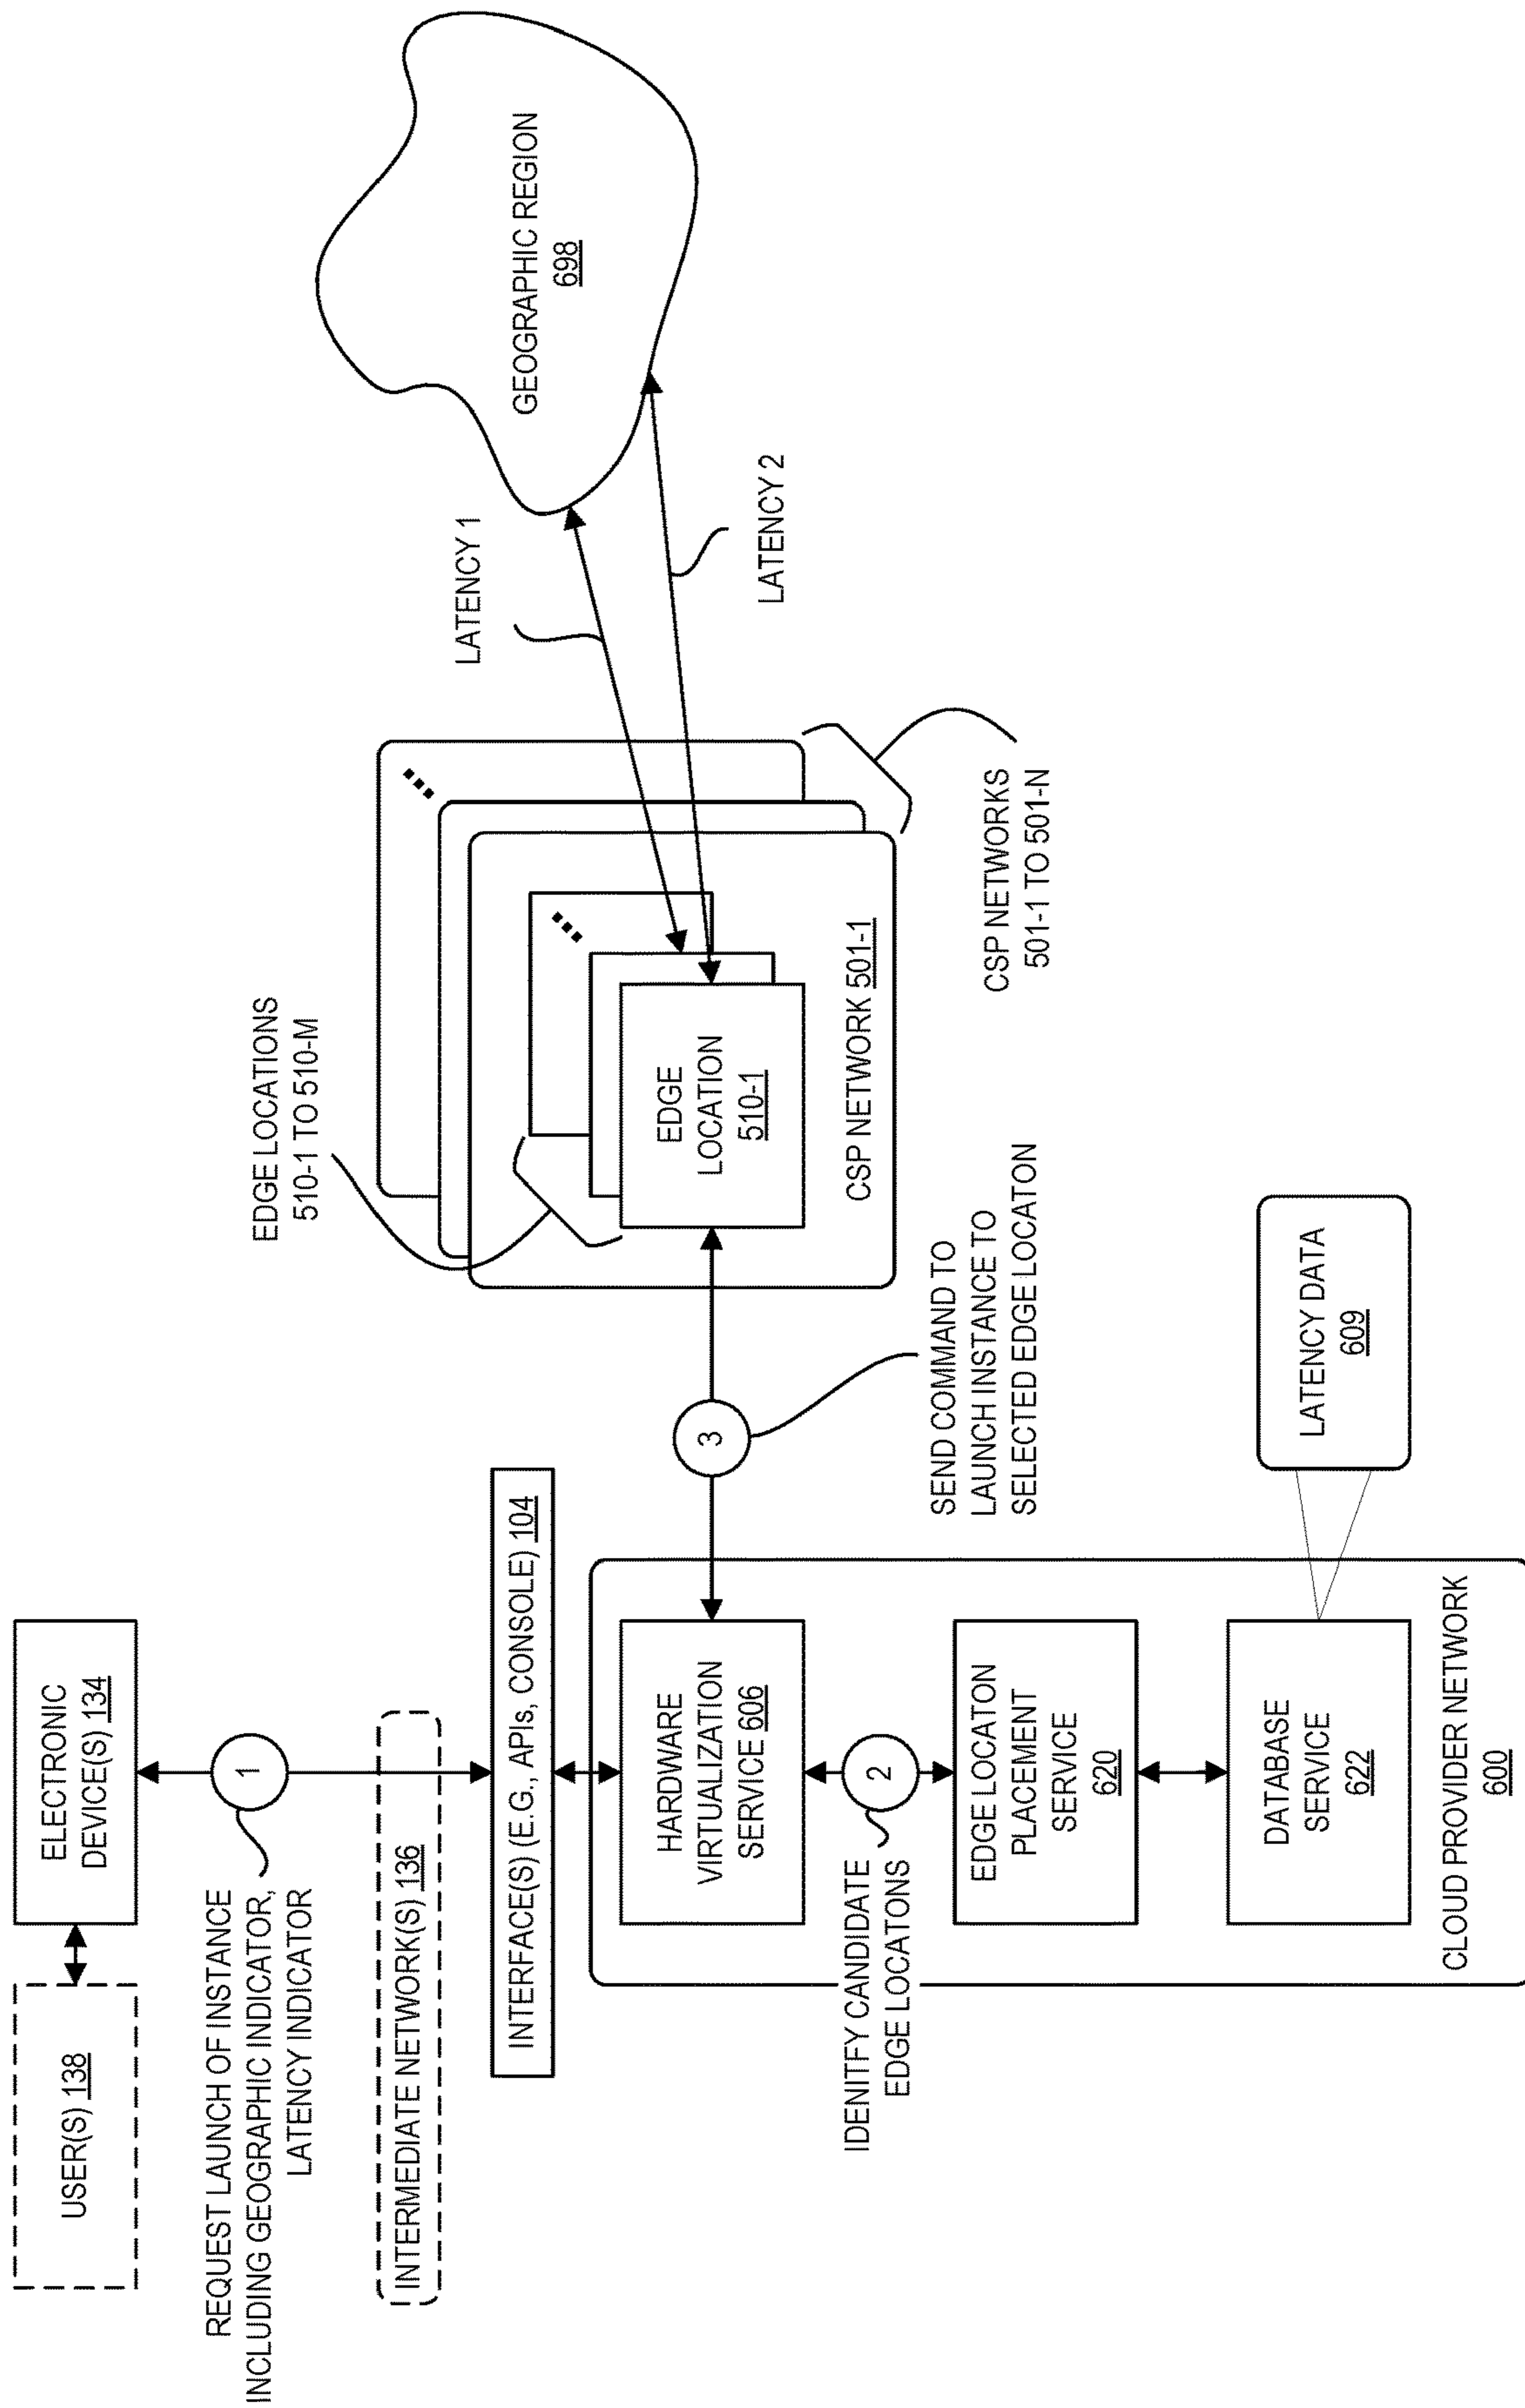 USER(S) 138
ELECTRONIC
DEVICE(S) 134
REQUEST LAUNCH OF INSTANCE
INCLUDING GEOGRAPHIC INDICATOR,
LATENCY INDICATOR
1
INTERMEDIATE NETWORK(S) 136
INTERFACE(S) (E.G., APIs, CONSOLE) 104
HARDWARE
VIRTUALIZATION
SERVICE 606
IDENITFY CANDIDATE
EDGE LOCATONS
2
EDGE LOCATON
PLACEMENT
SERVICE
620
DATABASE
SERVICE
622
CLOUD PROVIDER NETWORK
600
LATENCY DATA
609
3
SEND COMMAND TO
LAUNCH INSTANCE TO
SELECTED EDGE LOCATON
EDGE LOCATIONS
510-1 TO 510-M
EDGE
LOCATION
510-1
CSP NETWORK 501-1
CSP NETWORKS
501-1 TO 501-N
LATENCY 1
LATENCY 2
GEOGRAPHIC REGION
698